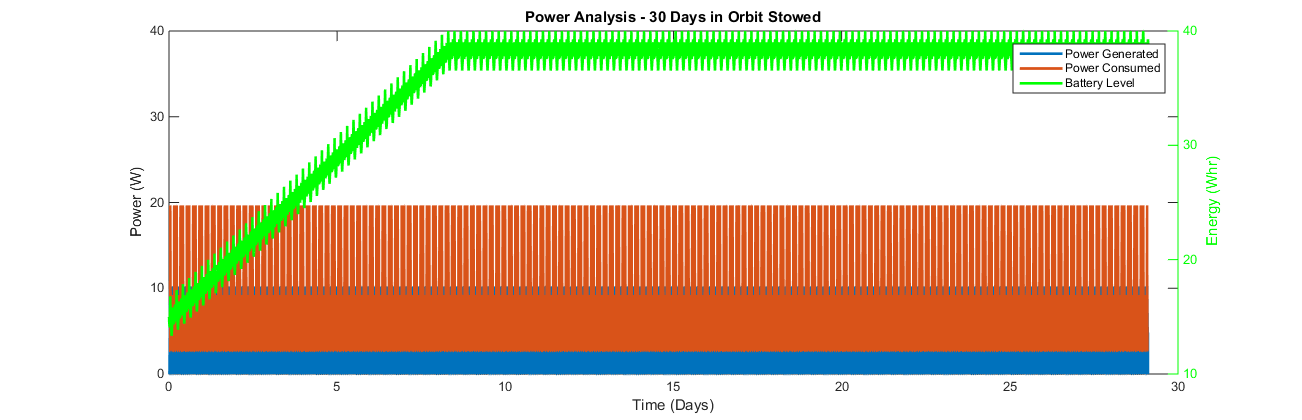 Power Analysis - 30 Days in Orbit Stowed
40
30
20
10
0
Power (W)
0
5
10
15
20
25
30
Time (Days)
40
30
20
10
Energy (Whr)
Power Generated
Power Consumed
Battery Level